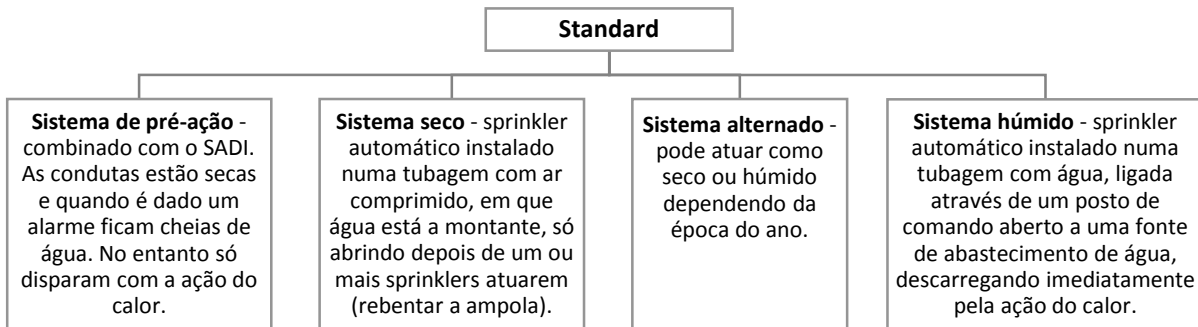 Standard
Sistema de pré-ação -
combinado com o SADI.
As condutas estão secas
e quando é dado um
alarme ficam cheias de
água. No entanto só
disparam com a ação do
calor.
Sistema seco - sprinkler
automático instalado
numa tubagem com ar
comprimido, em que
água está a montante, só
abrindo depois de um ou
mais sprinklers atuarem
(rebentar a ampola).
Sistema alternado -
pode atuar como
seco ou húmido
dependendo da
época do ano.
Sistema húmido - sprinkler
automático instalado numa
tubagem com água, ligada
através de um posto de
comando aberto a uma fonte
de abastecimento de água,
descarregando imediatamente
pela ação do calor.